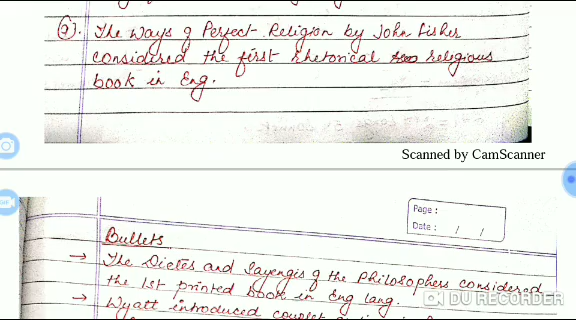 9). The ways of Perfect Religion by John Fisher
considered the first rhetorical religious
book in Eng.
Scanned by CamScanner
Page :
Date : / /
Bullets
→ The Dictes and Sayengis of the Philosophers considered
the 1st printed book in Eng lang.
DU RECORDER
→ Wyatt introduced couplet